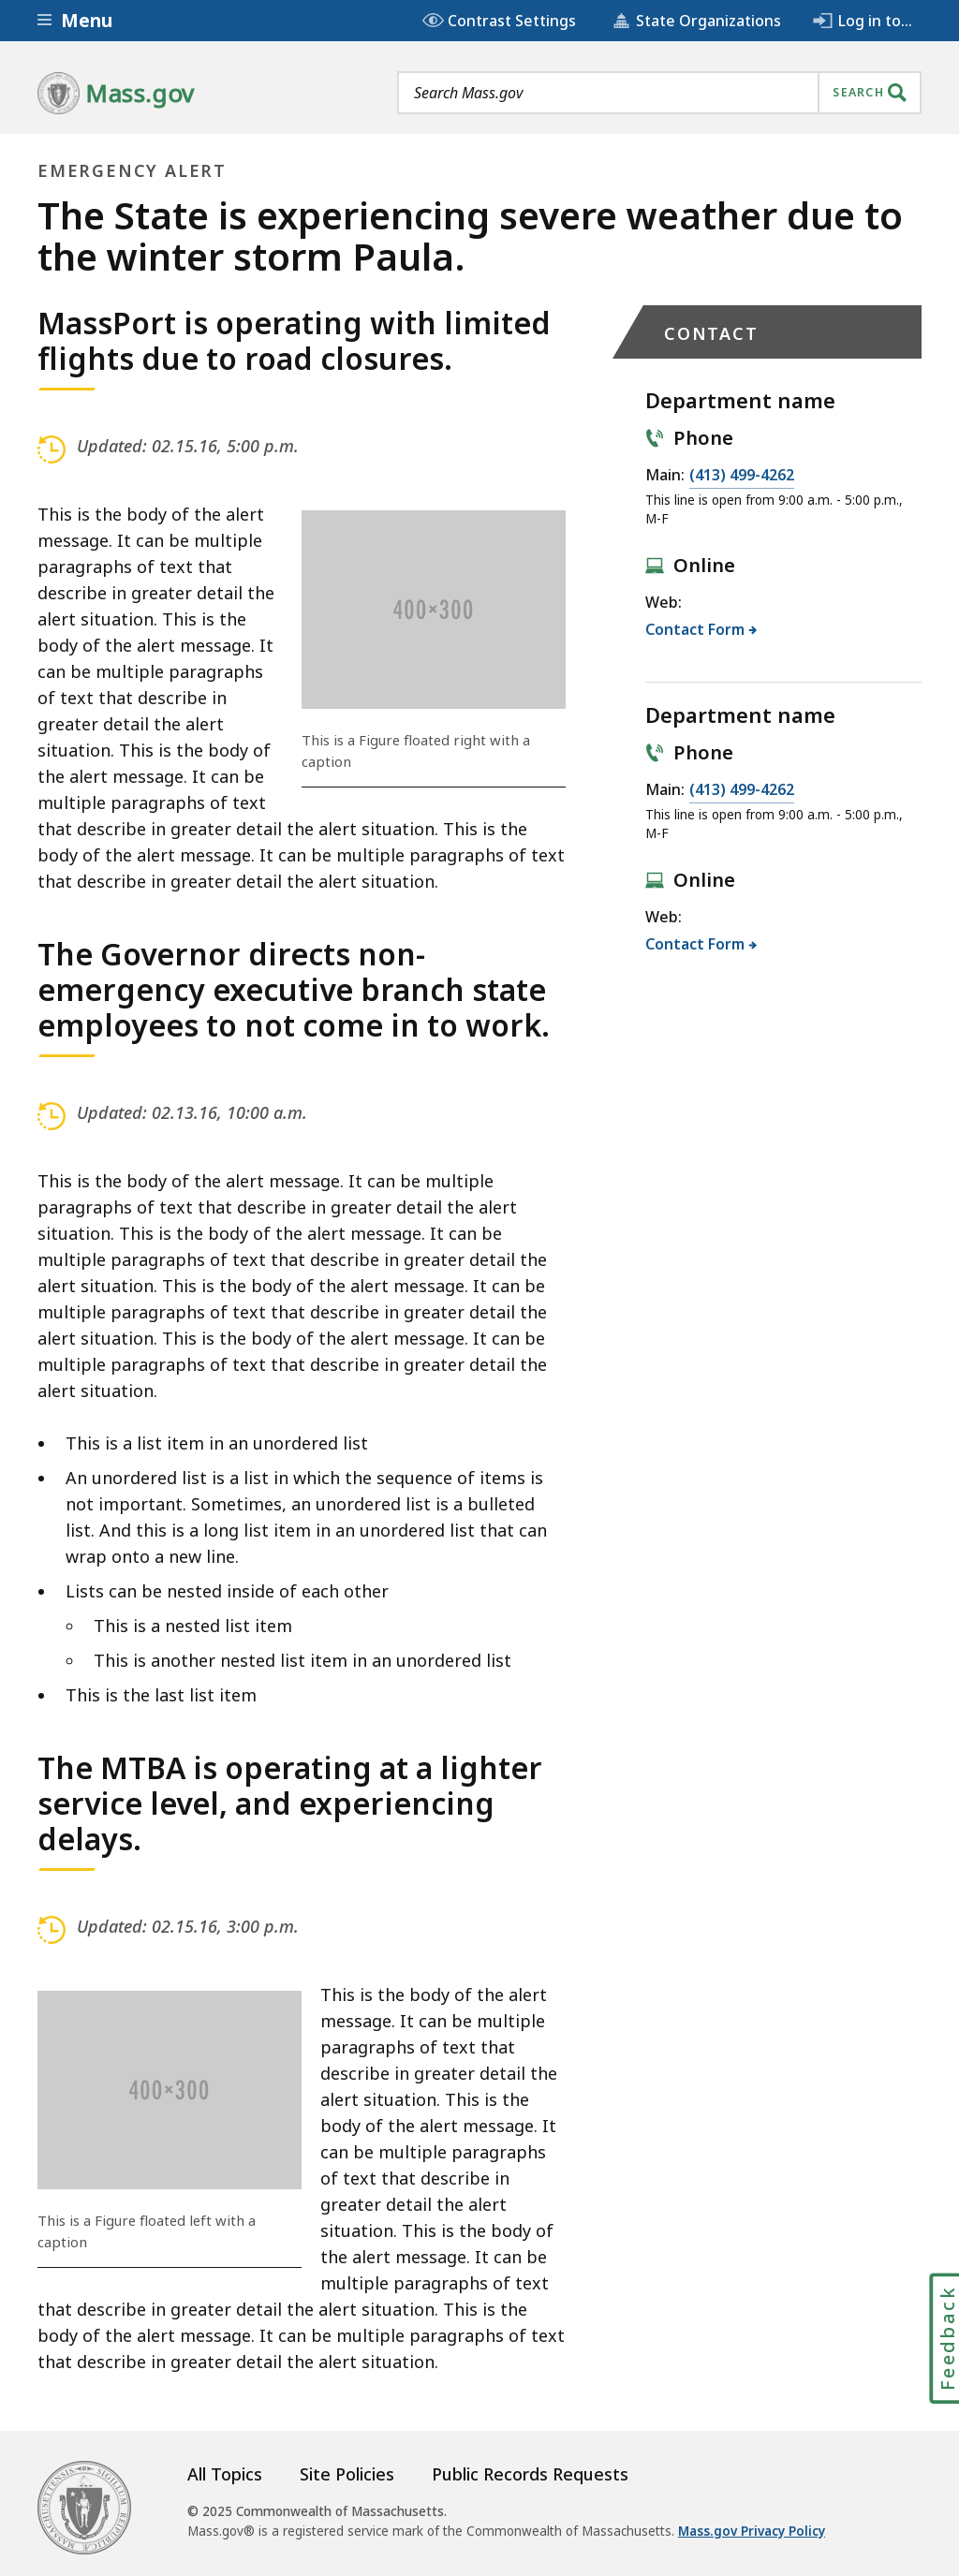 Menu
Contrast Settings
State Organizations
Log in to...
Mass.gov
Search Mass.gov
SEARCH
EMERGENCY ALERT
The State is experiencing severe weather due to
the winter storm Paula.
MassPort is operating with limited
flights due to road closures.
Updated: 02.15.16, 5:00 p.m.
This is the body of the alert
message. It can be multiple
paragraphs of text that
describe in greater detail the
alert situation. This is the
body of the alert message. It
can be multiple paragraphs
of text that describe in
greater detail the alert
situation. This is the body of
the alert message. It can be
multiple paragraphs of text
that describe in greater detail the alert situation. This is the
body of the alert message. It can be multiple paragraphs of text
that describe in greater detail the alert situation.
400×300
This is a Figure floated right with a
caption
The Governor directs non-
emergency executive branch state
employees to not come in to work.
Updated: 02.13.16, 10:00 a.m.
This is the body of the alert message. It can be multiple
paragraphs of text that describe in greater detail the alert
situation. This is the body of the alert message. It can be
multiple paragraphs of text that describe in greater detail the
alert situation. This is the body of the alert message. It can be
multiple paragraphs of text that describe in greater detail the
alert situation. This is the body of the alert message. It can be
multiple paragraphs of text that describe in greater detail the
alert situation.
• This is a list item in an unordered list
• An unordered list is a list in which the sequence of items is
not important. Sometimes, an unordered list is a bulleted
list. And this is a long list item in an unordered list that can
wrap onto a new line.
• Lists can be nested inside of each other
○ This is a nested list item
○ This is another nested list item in an unordered list
• This is the last list item
The MTBA is operating at a lighter
service level, and experiencing
delays.
Updated: 02.15.16, 3:00 p.m.
400×300
This is a Figure floated left with a
caption
This is the body of the alert
message. It can be multiple
paragraphs of text that
describe in greater detail the
alert situation. This is the
body of the alert message. It
can be multiple paragraphs
of text that describe in
greater detail the alert
situation. This is the body of
the alert message. It can be
multiple paragraphs of text
that describe in greater detail the alert situation. This is the
body of the alert message. It can be multiple paragraphs of text
that describe in greater detail the alert situation.
CONTACT
Department name
Phone
Main: (413) 499-4262
This line is open from 9:00 a.m. - 5:00 p.m.,
M-F
Online
Web:
Contact Form
Department name
Phone
Main: (413) 499-4262
This line is open from 9:00 a.m. - 5:00 p.m.,
M-F
Online
Web:
Contact Form
Feedback
All Topics
Site Policies
Public Records Requests
© 2025 Commonwealth of Massachusetts.
Mass.gov® is a registered service mark of the Commonwealth of Massachusetts. Mass.gov Privacy Policy